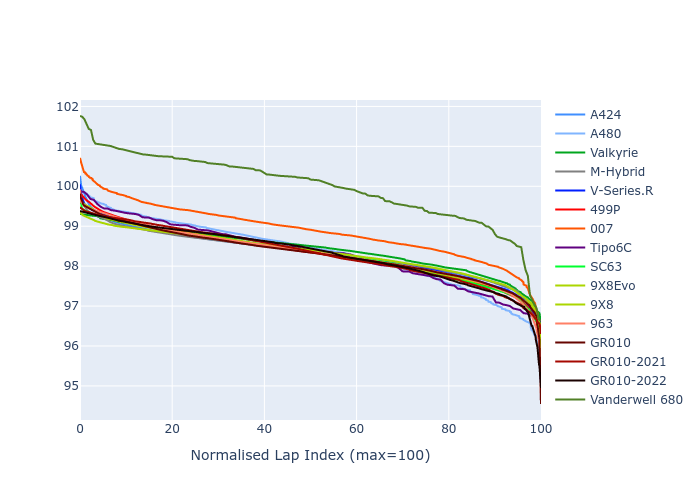 102
101
100
99
98
97
96
95
0
20
40
60
80
100
Normalised Lap Index (max=100)
A424
A480
Valkyrie
M-Hybrid
V-Series.R
499P
007
Tipo6C
SC63
9X8Evo
9X8
963
GR010
GR010-2021
GR010-2022
Vanderwell 680